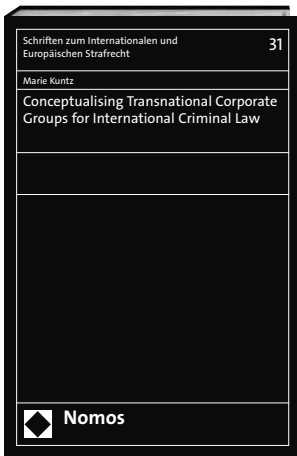 Schriften zum Internationalen und
Europäischen Strafrecht
31
Marie Kuntz
Conceptualising Transnational Corporate
Groups for International Criminal Law
Nomos